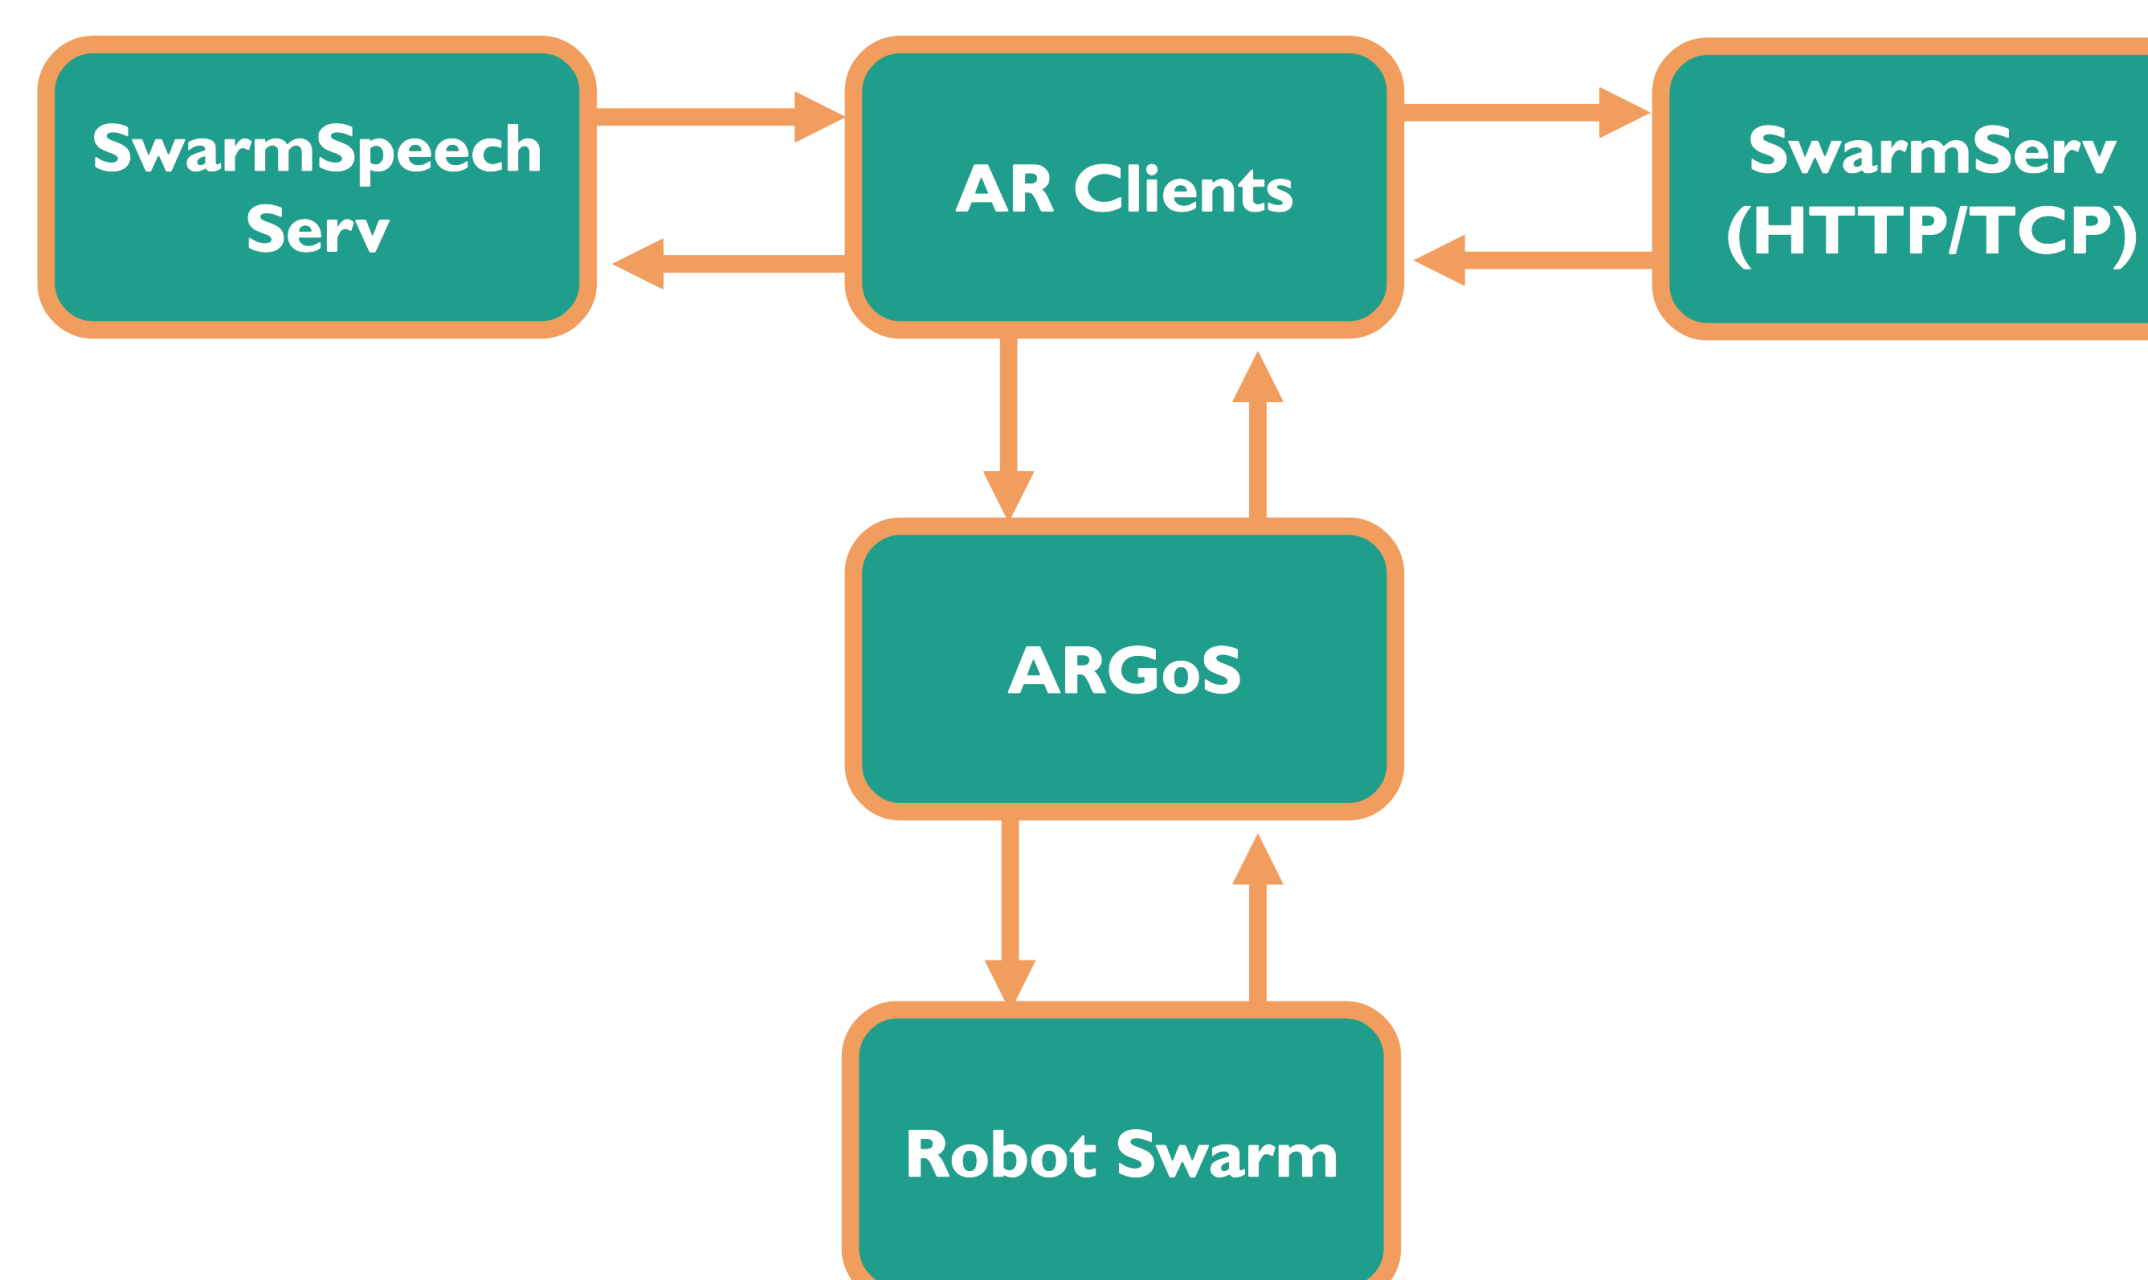 SwarmSpeech
Serv
AR Clients
SwarmServ
(HTTP/TCP)
ARGoS
Robot Swarm